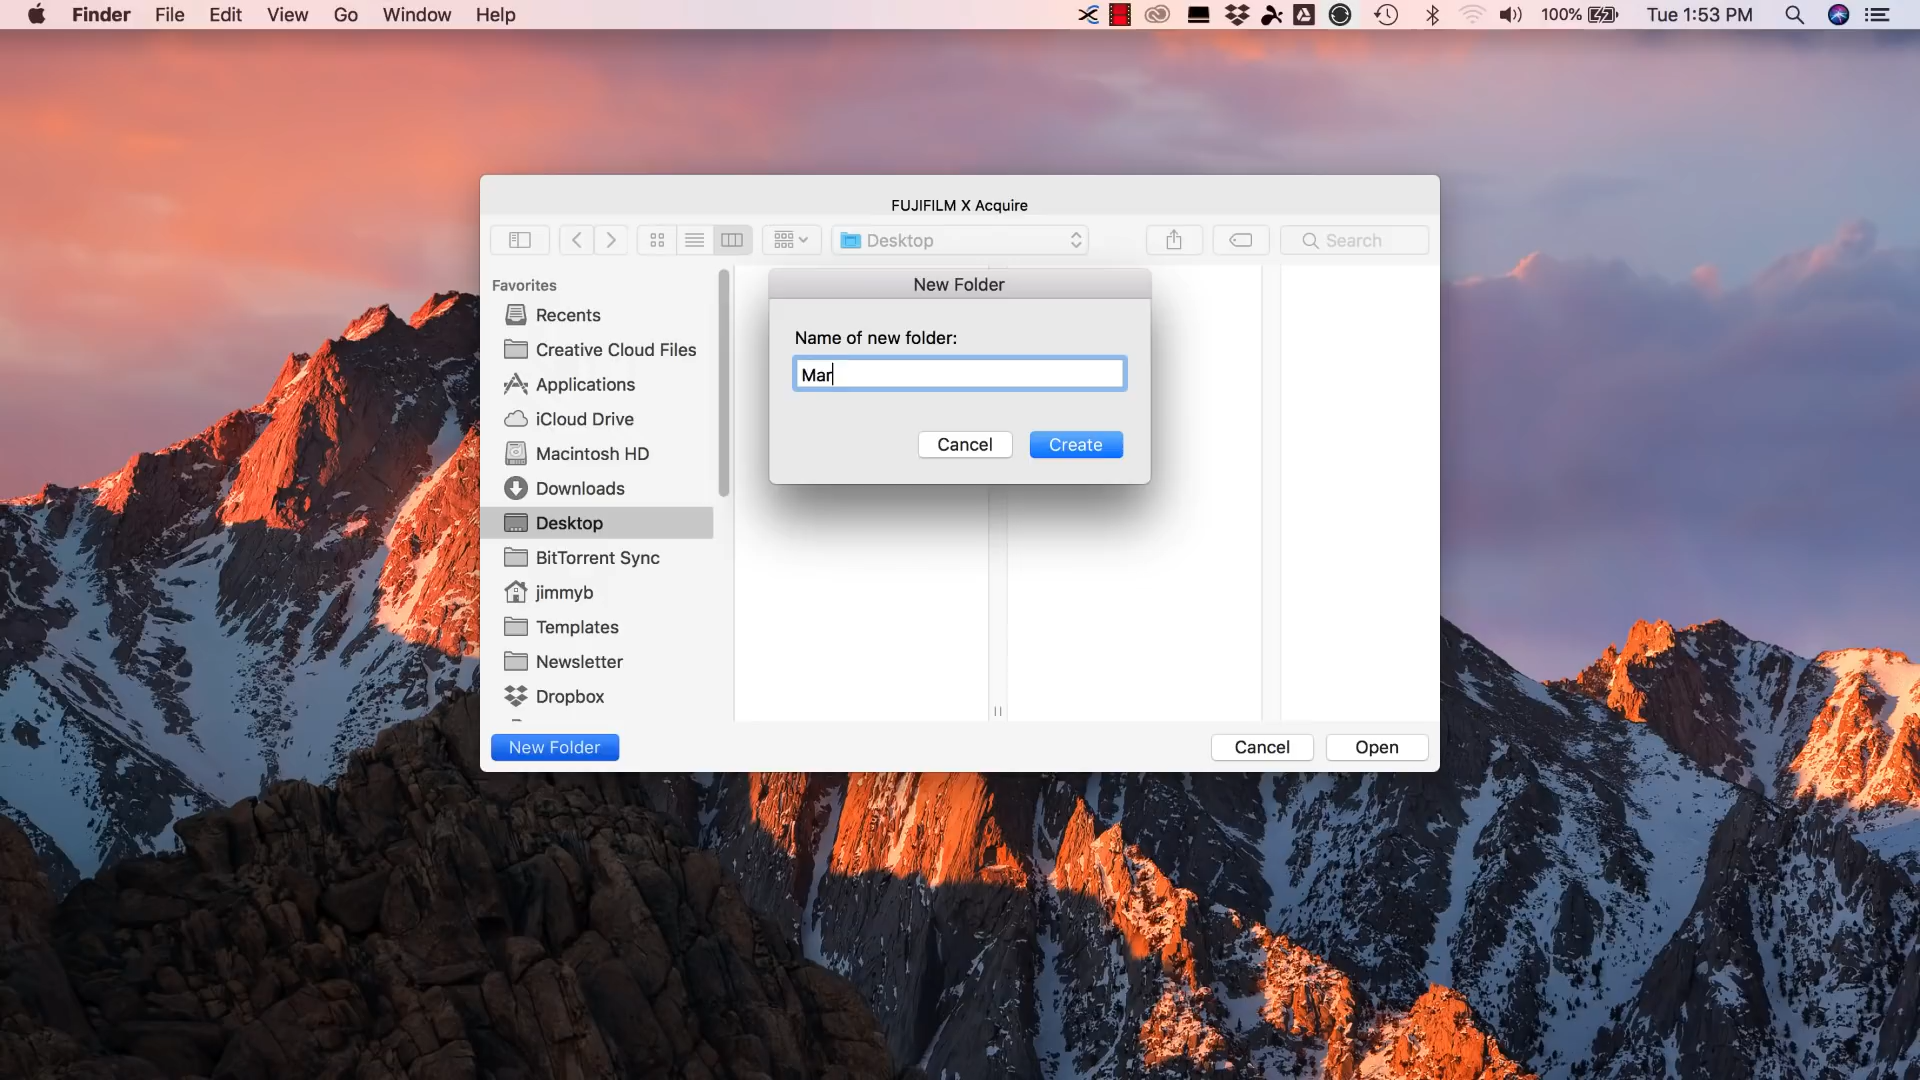 Finder File Edit View Go Window Help 100% Tue 1:53 PM
FUJIFILM X Acquire
Desktop Search
Favorites
Recents
Creative Cloud Files
Applications
iCloud Drive
Macintosh HD
Downloads
Desktop
BitTorrent Sync
jimmyb
Templates
Newsletter
Dropbox
New Folder
Name of new folder:
Mar
Cancel Create
New Folder Cancel Open